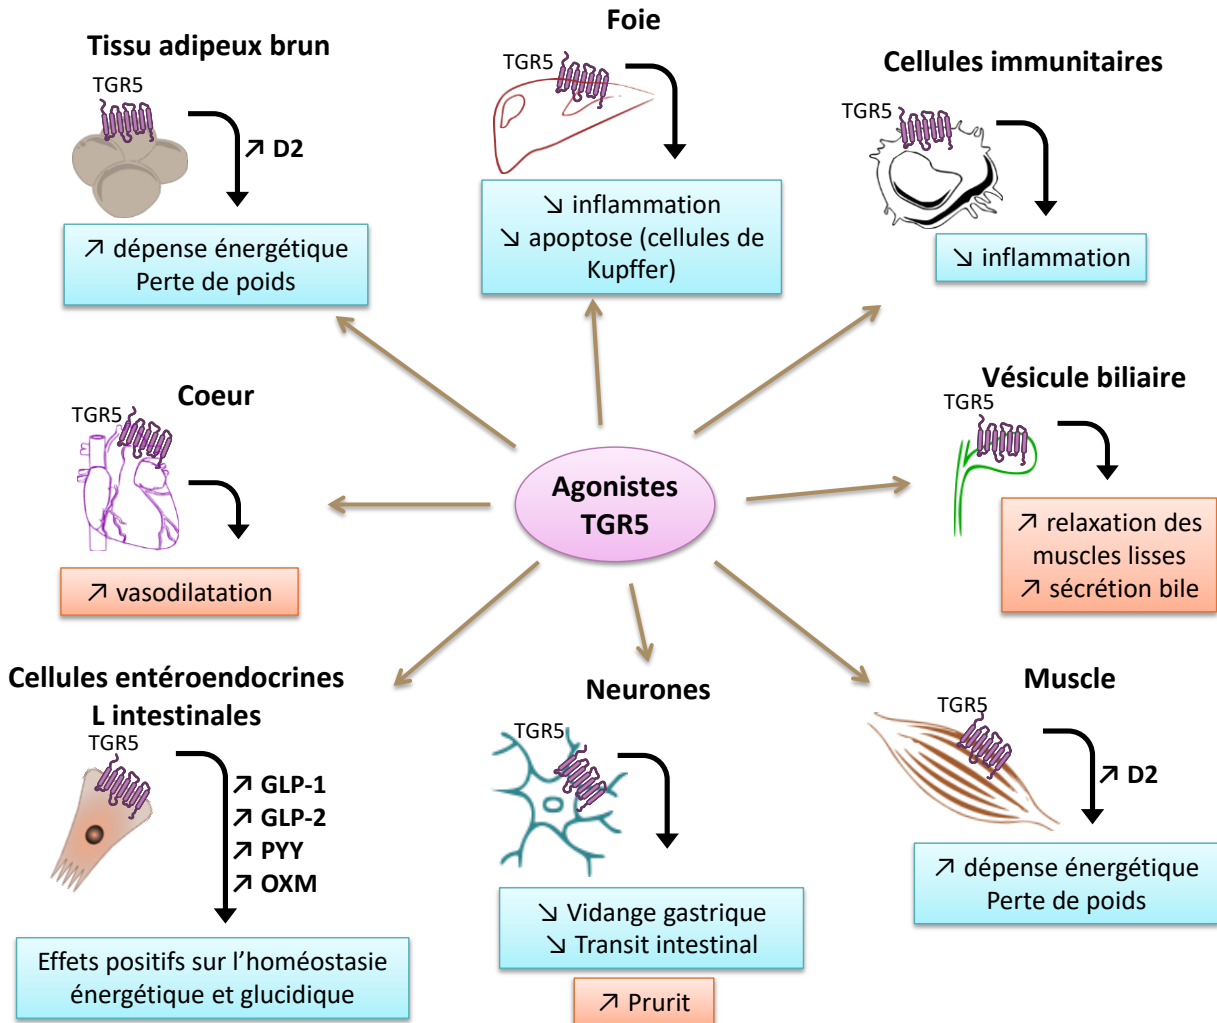 Tissu adipeux brun
TGR5
↗ D2
↗ dépense énergétique
Perte de poids
Foie
TGR5
↘ inflammation
↘ apoptose (cellules de
Kupffer)
Cellules immunitaires
TGR5
↘ inflammation
Coeur
TGR5
↗ vasodilatation
Agonistes
TGR5
Vésicule biliaire
TGR5
↗ relaxation des
muscles lisses
↗ sécrétion bile
Cellules entéroendocrines
L intestinales
TGR5
↗ GLP-1
↗ GLP-2
↗ PYY
↗ OXM
Effets positifs sur l’homéostasie
énergétique et glucidique
Neurones
TGR5
↘ Vidange gastrique
↘ Transit intestinal
↗ Prurit
Muscle
TGR5
↗ D2
↗ dépense énergétique
Perte de poids